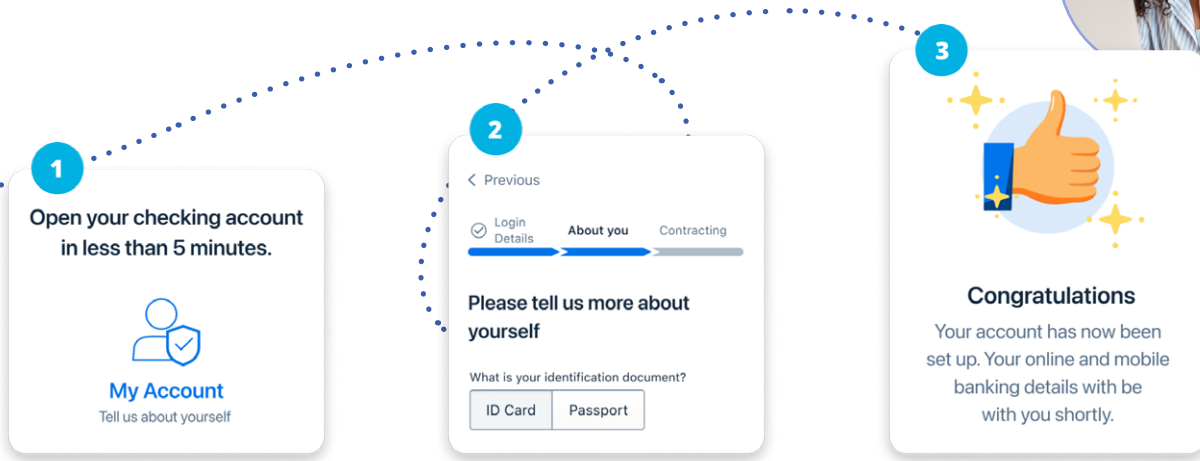 1
Open your checking account
in less than 5 minutes.
My Account
Tell us about yourself
2
Previous
Login
Details
About you
Contracting
Please tell us more about
yourself
What is your identification document?
ID Card
Passport
3
Congratulations
Your account has now been
set up. Your online and mobile
banking details with be
with you shortly.